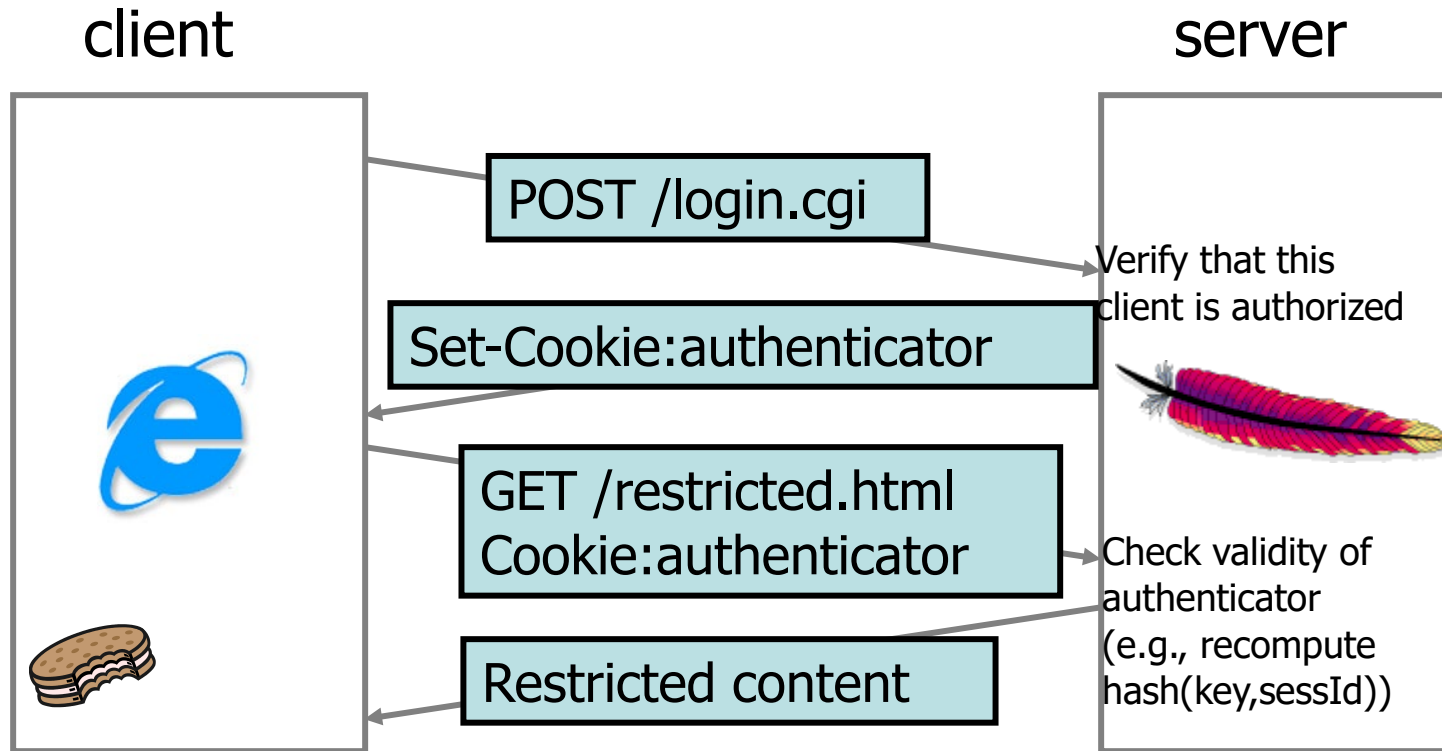 client
server
POST /login.cgi
Verify that this
client is authorized
Set-Cookie:authenticator
GET /restricted.html
Cookie:authenticator
Check validity of
authenticator
(e.g., recompute
hash(key,sessId))
Restricted content